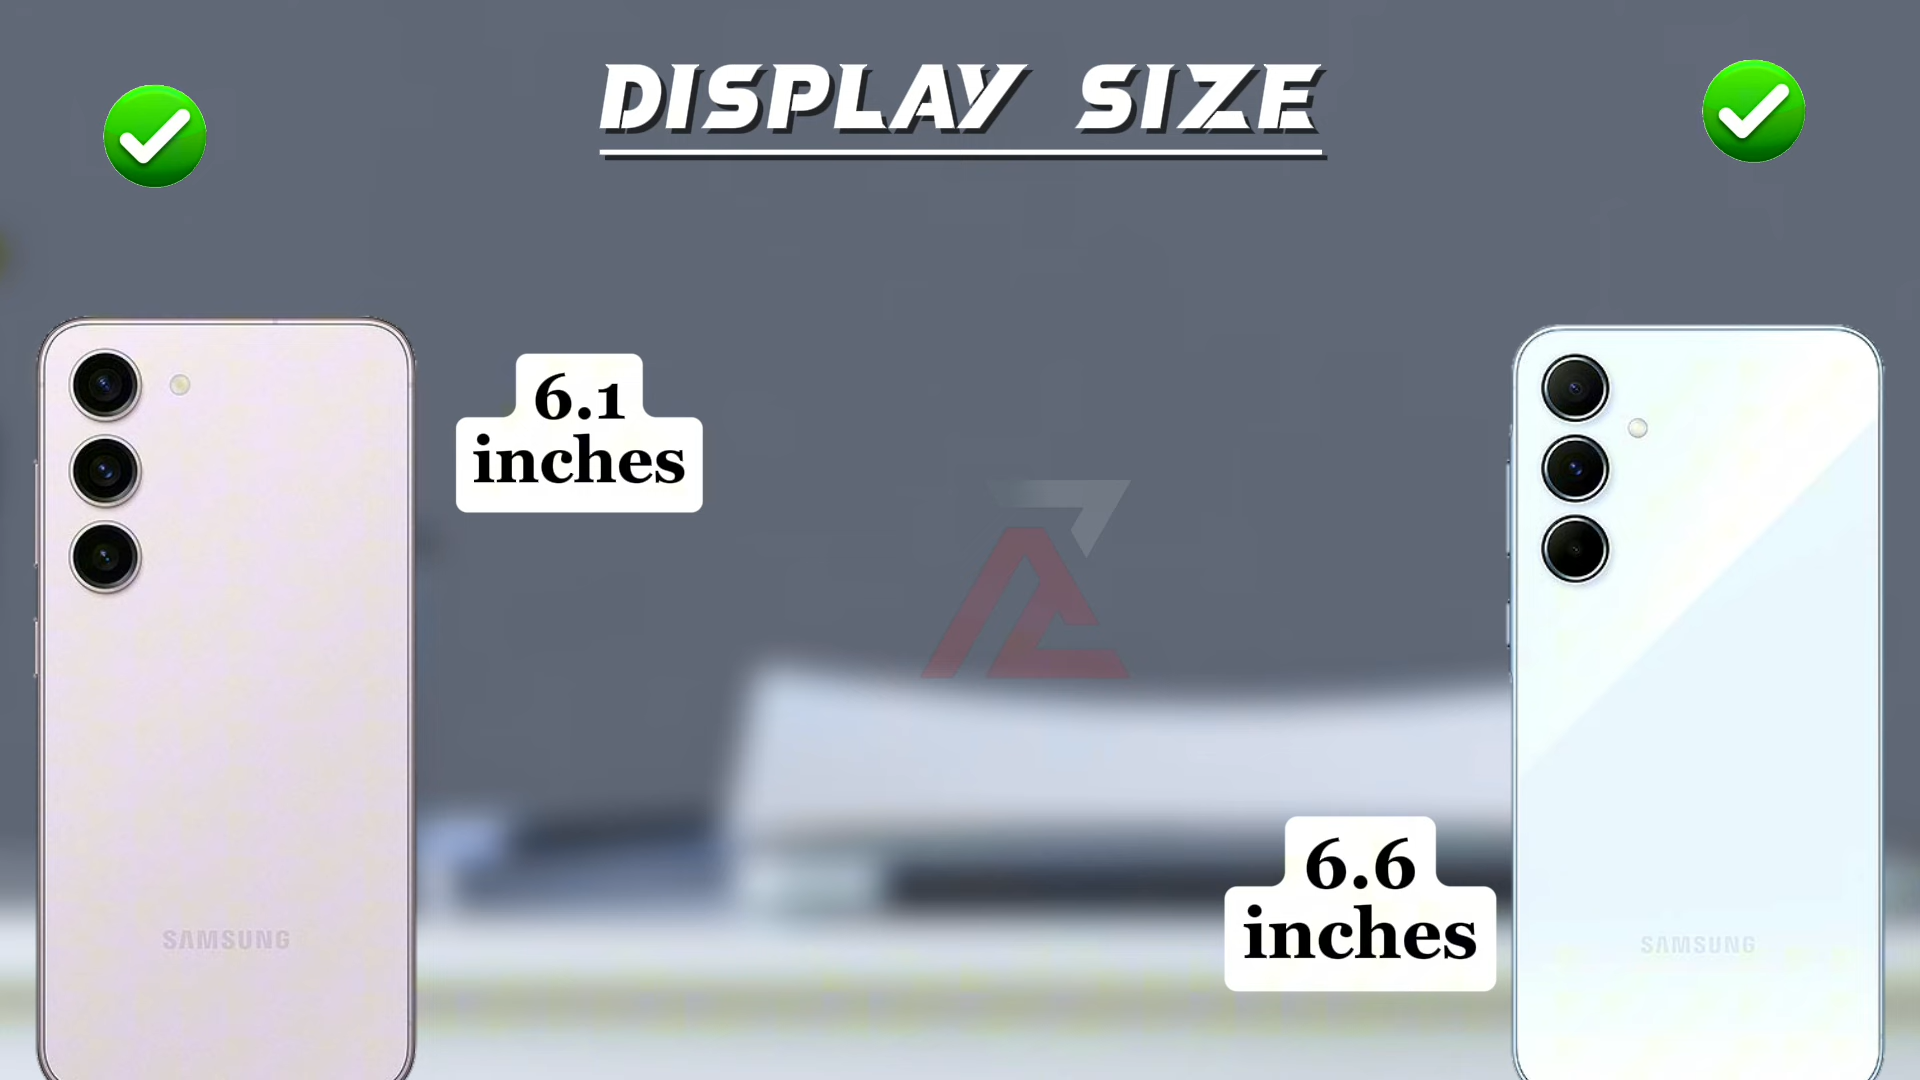 DISPLAY SIZE
6.1
inches
6.6
inches
SAMSUNG
SAMSUNG